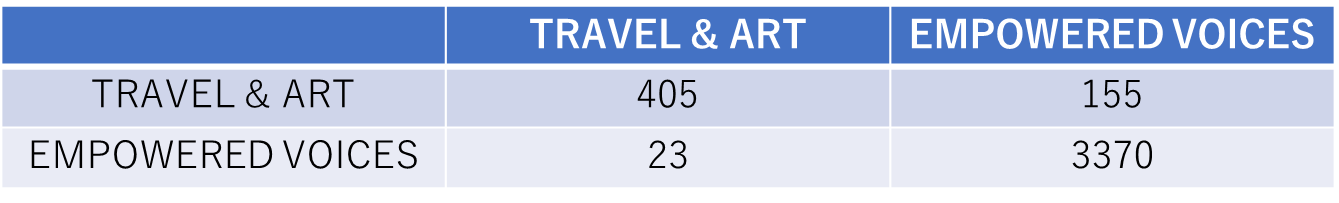 TRAVEL & ART EMPOWERED VOICES
TRAVEL & ART 405 155
EMPOWERED VOICES 23 3370